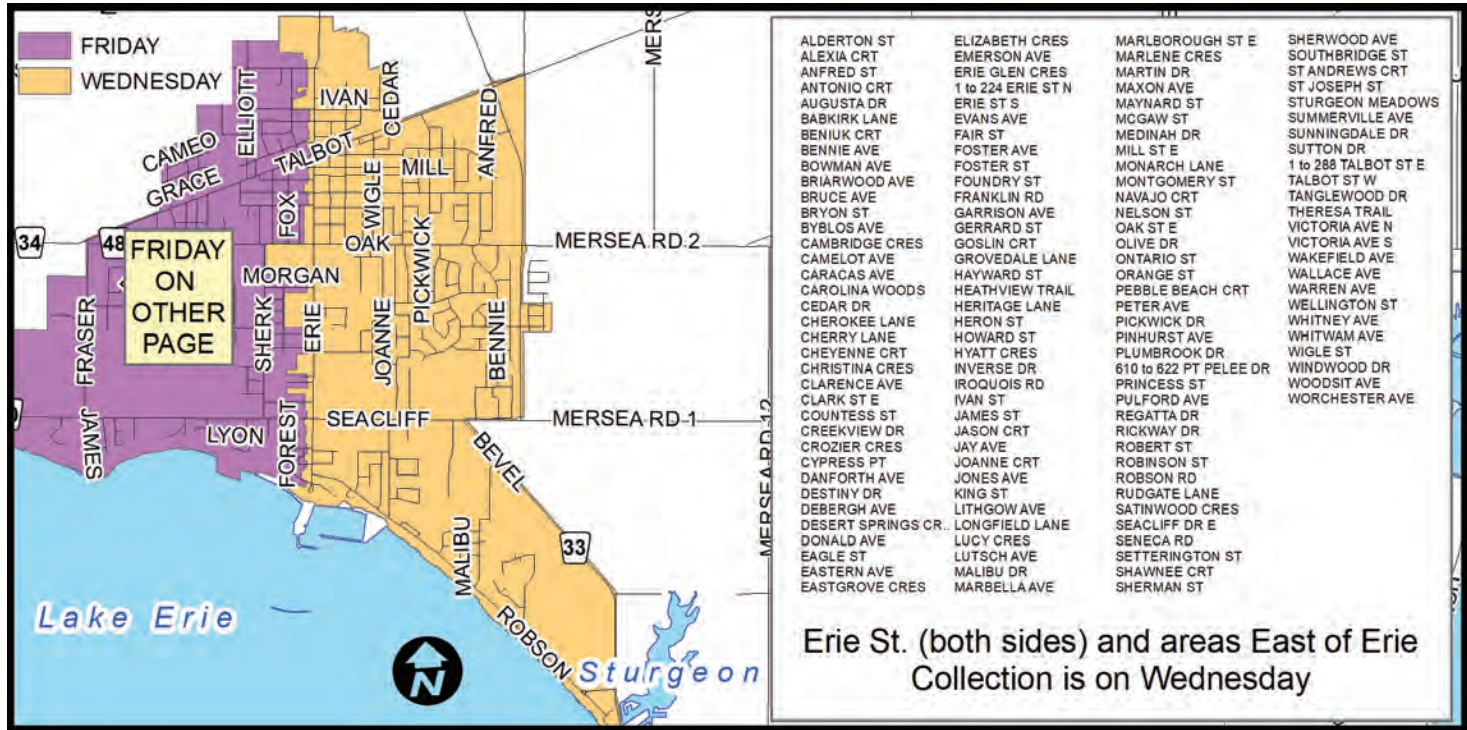 FRIDAY
WEDNESDAY
ELLIOTT
IVAN
CEDAR
CAMEO
GRACE
TALBOT
MILL
ANFRED
WIGLE
FOX
34
48
OAK
PICKWICK
MERSEA RD 2
FRIDAY
ON
OTHER
PAGE
MORGAN
FRASER
SHERK
ERIE
JOANNE
BENNIE
SEACLIFF
MERSEA RD 1
MERSEA RD 12
JAMES
LYON
FOREST
BEVEL
33
MALIBU
ROBSON
Lake Erie
Sturgeon
N
ALDERTON ST
ALEXIA CRT
ANFRED ST
ANTONIO CRT
AUGUSTA DR
BABKIRK LANE
BENIUK CRT
BENNIE AVE
BOWMAN AVE
BRIARWOOD AVE
BRUCE AVE
BRYON ST
BYBLOS AVE
CAMBRIDGE CRES
CAMELOT AVE
CARACAS AVE
CAROLINA WOODS
CEDAR DR
CHEROKEE LANE
CHERRY LANE
CHEYENNE CRT
CHRISTINA CRES
CLARENCE AVE
CLARK ST E
COUNTESS ST
CREEKVIEW DR
CROZIER CRES
CYPRESS PT
DANFORTH AVE
DESTINY DR
DEBERGH AVE
DESERT SPRINGS CR..
DONALD AVE
EAGLE ST
EASTERN AVE
EASTGROVE CRES
ELIZABETH CRES
EMERSON AVE
ERIE GLEN CRES
1 to 224 ERIE ST N
ERIE ST S
EVANS AVE
FAIR ST
FOSTER AVE
FOSTER ST
FOUNDRY ST
FRANKLIN RD
GARRISON AVE
GERRARD ST
GOSLIN CRT
GROVEDALE LANE
HAYWARD ST
HEATHVIEW TRAIL
HERITAGE LANE
HERON ST
HOWARD ST
HYATT CRES
INVERSE DR
IROQUOIS RD
IVAN ST
JAMES ST
JASON CRT
JAY AVE
JOANNE CRT
JONES AVE
KING ST
LITHGOW AVE
LONGFIELD LANE
LUCY CRES
LUTSCH AVE
MALIBU DR
MARBELLA AVE
MARLBOROUGH ST E
MARLENE CRES
MARTIN DR
MAXON AVE
MAYNARD ST
MCGAW ST
MEDINAH DR
MILL ST E
MONARCH LANE
MONTGOMERY ST
NAVAJO CRT
NELSON ST
OAK ST E
OLIVE DR
ONTARIO ST
ORANGE ST
PEBBLE BEACH CRT
PETER AVE
PICKWICK DR
PINHURST AVE
PLUMBROOK DR
610 to 622 PT PELEE DR
PRINCESS ST
PULFORD AVE
REGATTA DR
RICKWAY DR
ROBERT ST
ROBINSON ST
ROBSON RD
RUDGATE LANE
SATINWOOD CRES
SEACLIFF DR E
SENECA RD
SETTERINGTON ST
SHAWNEE CRT
SHERMAN ST
SHERWOOD AVE
SOUTHBRIDGE ST
ST ANDREWS CRT
ST JOSEPH ST
STURGEON MEADOWS
SUMMERVILLE AVE
SUNNINGDALE DR
SUTTON DR
1 to 288 TALBOT ST E
TALBOT ST W
TANGLEWOOD DR
THERESA TRAIL
VICTORIA AVE N
VICTORIA AVE S
WAKEFIELD AVE
WALLACE AVE
WARREN AVE
WELLINGTON ST
WHITNEY AVE
WHITWAM AVE
WIGLE ST
WINDWOOD DR
WOODSIT AVE
WORCHESTER AVE
Erie St. (both sides) and areas East of Erie
Collection is on Wednesday